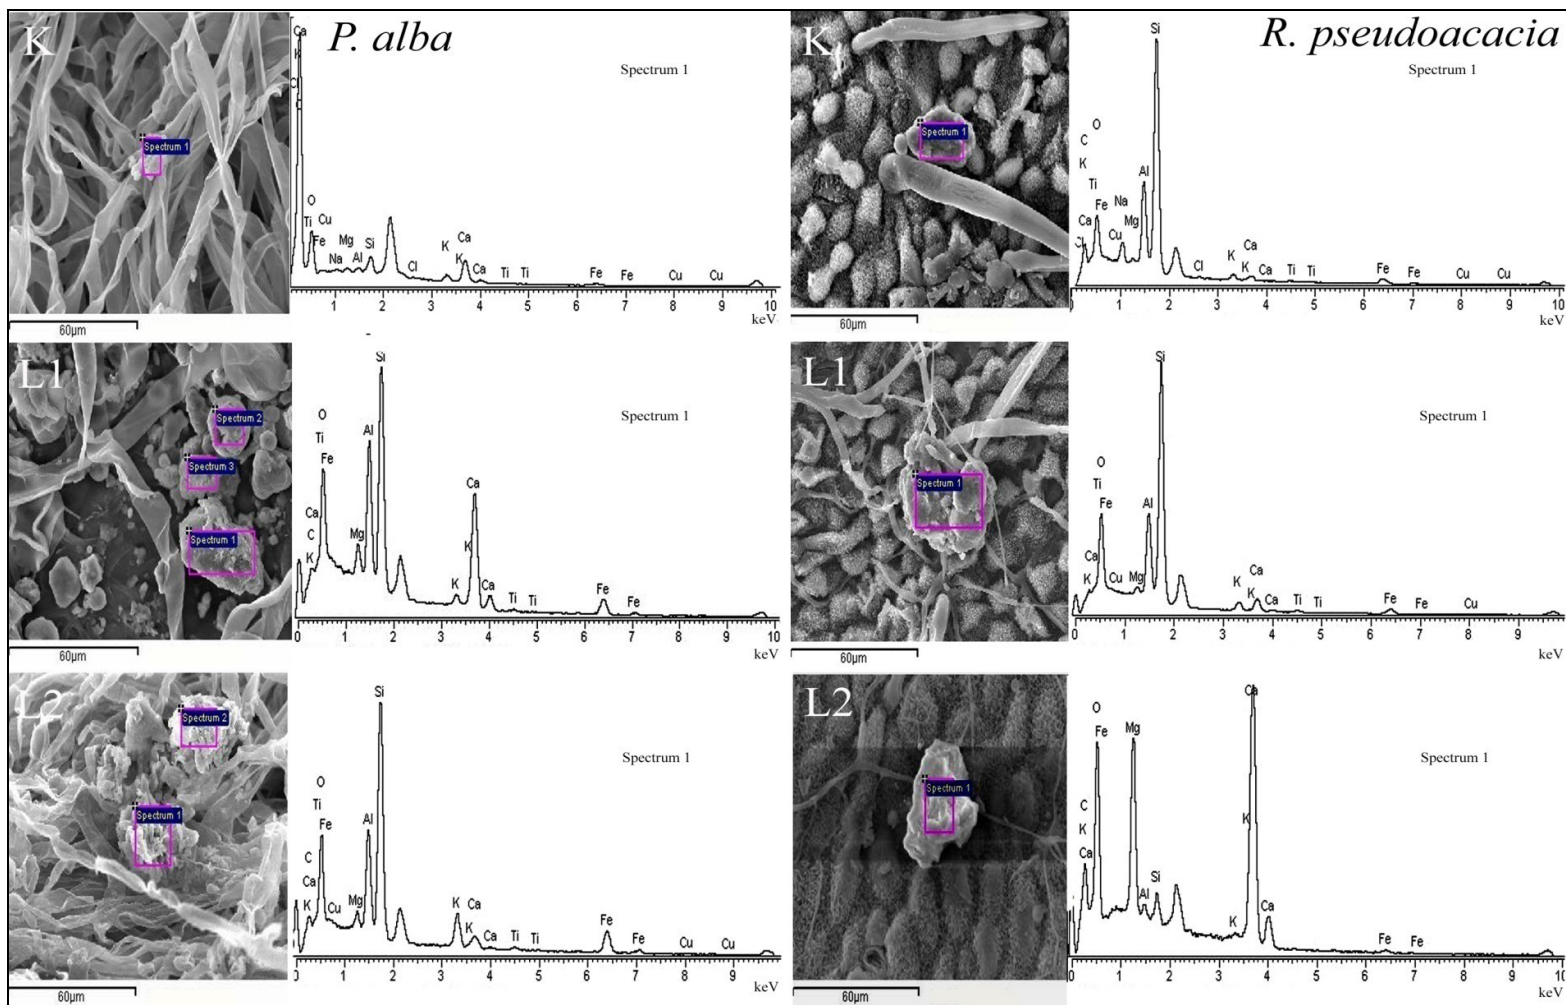 K
P. alba
Spectrum 1
Spectrum 1
Ca
K
Cl
C
O
Ti Cu
Fe
Na Mg Al Si Cl K K Ca Ca Ti Ti Fe Fe Cu Cu
1 2 3 4 5 6 7 8 9 10
keV
60µm
K
R. pseudoacacia
Spectrum 1
Spectrum 1
Si
O
C
K
Ti
Fe Na
Ca Cu Mg Al
Cl
Cl K K Ca Ca Ti Ti Fe Fe Cu Cu
0 1 2 3 4 5 6 7 8 9 10
keV
60µm
L1
Spectrum 2
Spectrum 3
Spectrum 1
Spectrum 1
Si
O
Ti
Fe
Al
Ca
Ca
C
K
Mg K K Ca Ti Ti Fe Fe
0 1 2 3 4 5 6 7 8 9 10
keV
60µm
L1
Spectrum 1
Spectrum 1
Si
O
Ti
Fe Al
Ca
K Cu Mg K K Ca Ca Ti Ti Fe Fe Cu
0 1 2 3 4 5 6 7 8 9
keV
60µm
L2
Spectrum 2
Spectrum 1
Spectrum 1
Si
O
Ti
Fe Al
C
Ca
K Cu Mg K K Ca Ca Ti Ti Fe Fe Cu Cu
1 2 3 4 5 6 7 8 9
keV
60µm
L2
Spectrum 1
Spectrum 1
Ca
O
Fe Mg
C
K
Ca
Al Si K K Ca Fe Fe
0 1 2 3 4 5 6 7 8 9 10
keV
60µm